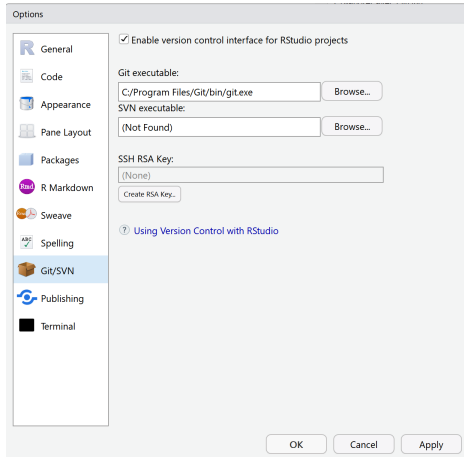 Options
R General
Code
Appearance
Pane Layout
Packages
Rmd R Markdown
Sweave
ABC Spelling
Git/SVN
Publishing
Terminal
Enable version control interface for RStudio projects
Git executable:
C:/Program Files/Git/bin/git.exe Browse...
SVN executable:
(Not Found) Browse...
SSH RSA Key:
(None)
Create RSA Key...
? Using Version Control with RStudio
OK Cancel Apply